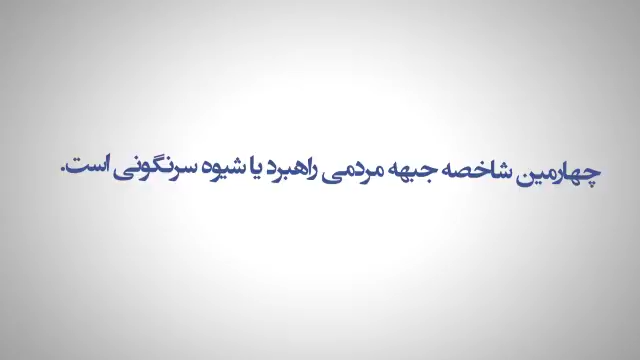 چهارمین شاخصه جبهه مردمی راهبرد یا شیوه سرنگونی است.